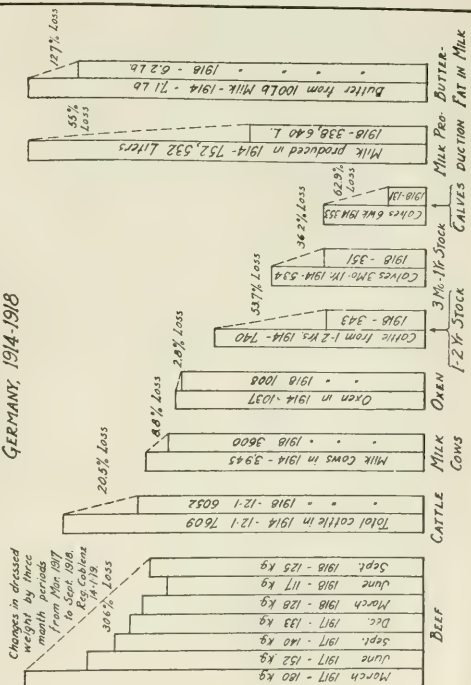 GERMANY, 1914-1918
Changes in dressed
weight by three
month periods
from Mar. 1917
to Sept. 1918.
Reg. Coblenz
14-1-19.
30.6% Loss
March 1917 - 180 kg
June 1917 - 152 kg
Sept. 1917 - 140 kg
Dec. 1917 - 133 kg
March 1918 - 128 kg
June 1918 - 117 kg
Sept. 1918 - 125 kg
BEEF
20.5% Loss
Total cattle in 1914 - 12-1 7609
" " 1918 - 12-1 6052
CATTLE
8.8% Loss
Milk Cows in 1914 - 3,945
" " 1918 3600
MILK
COWS
2.8% Loss
Oxen in 1914 - 1037
" " 1918 1008
OXEN
53.7% Loss
Cattle from 1-2 Yrs. 1914 - 740
1918 - 343
1-2 Yr STOCK
36.2% Loss
Calves 3 Mo. 1 Yr. 1914 - 534
1918 - 351
3 Mo.-1 Yr. STOCK
62.9%
Loss
Calves 6 wk. 1914 353
1918 - 131
CALVES
55%
Loss
Milk produced in 1914 - 752,532 Liters
1918 - 338,640 L.
MILK PRO-
DUCTION
12.7% Loss
Butter from 100 Lb Milk - 1914 - 7.1 Lb
" " " 1918 - 6.2 Lb.
BUTTER-
FAT IN MILK